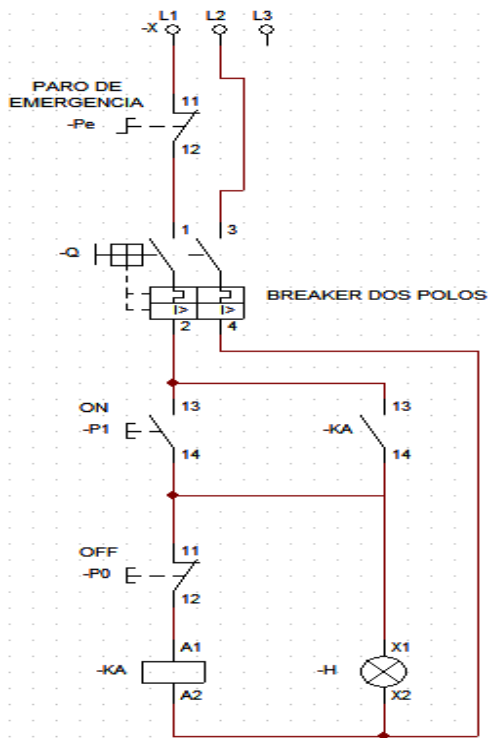 L1 L2 L3
-X
PARO DE
EMERGENCIA
11
-Pe
12
1 3
-Q
BREAKER DOS POLOS
I> I>
2 4
ON
13 13
-P1 -KA
14 14
OFF
11
-P0
12
A1 X1
-KA -H
A2 X2